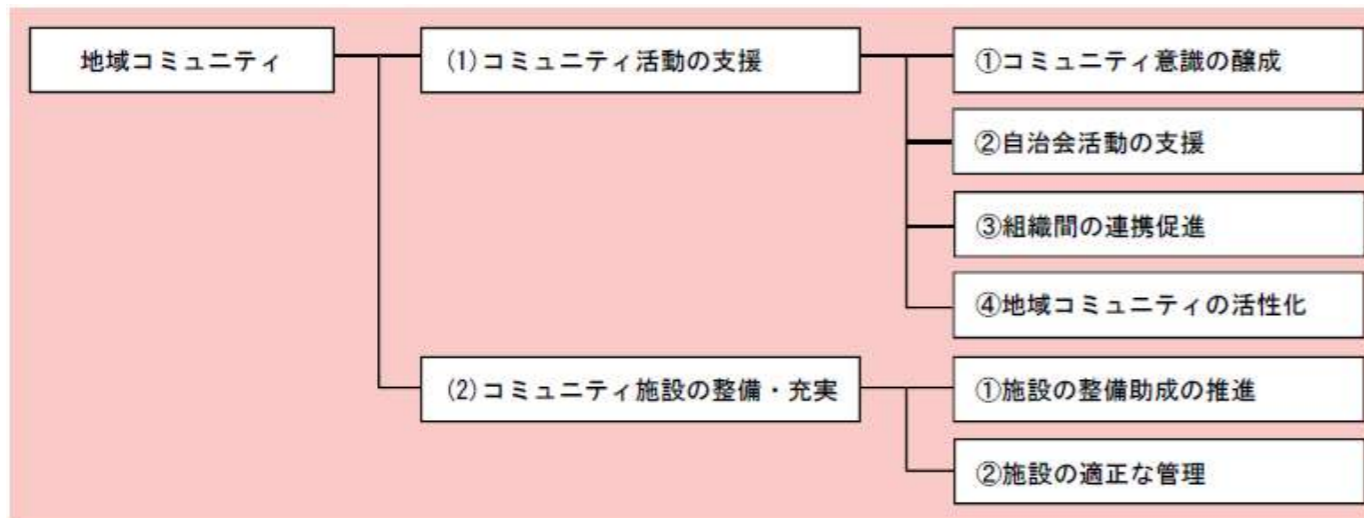 地域コミュニティ
(1)コミュニティ活動の支援
①コミュニティ意識の醸成
②自治会活動の支援
③組織間の連携促進
④地域コミュニティの活性化
(2)コミュニティ施設の整備・充実
①施設の整備助成の推進
②施設の適正な管理